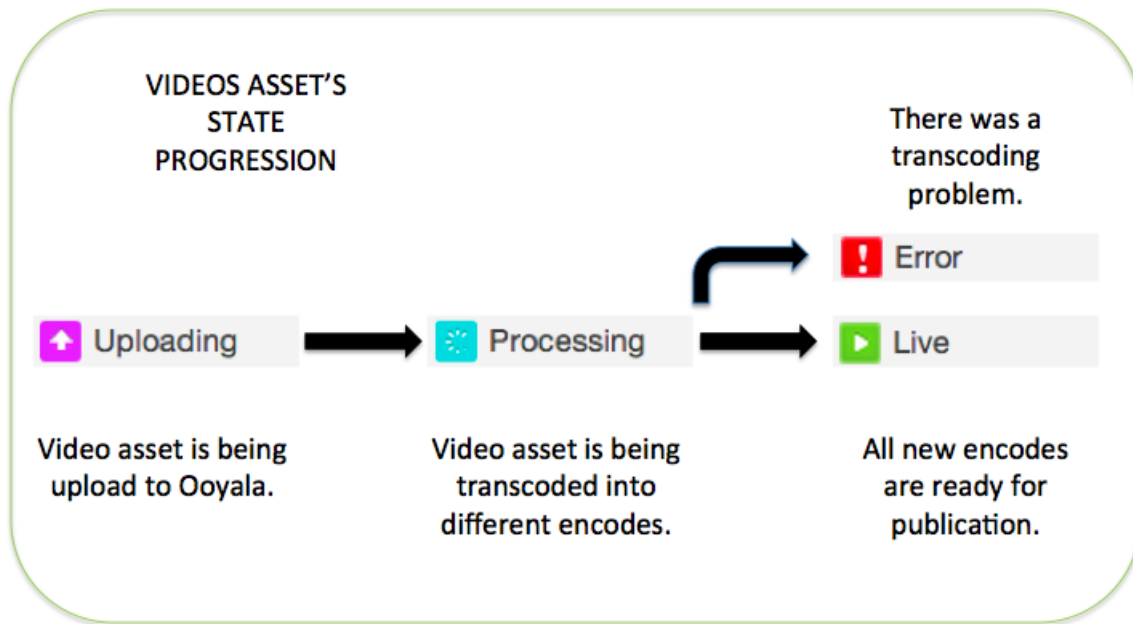 VIDEOS ASSET'S
STATE
PROGRESSION
There was a
transcoding
problem.
Error
Uploading
Processing
Live
Video asset is being
upload to Ooyala.
Video asset is being
transcoded into
different encodes.
All new encodes
are ready for
publication.